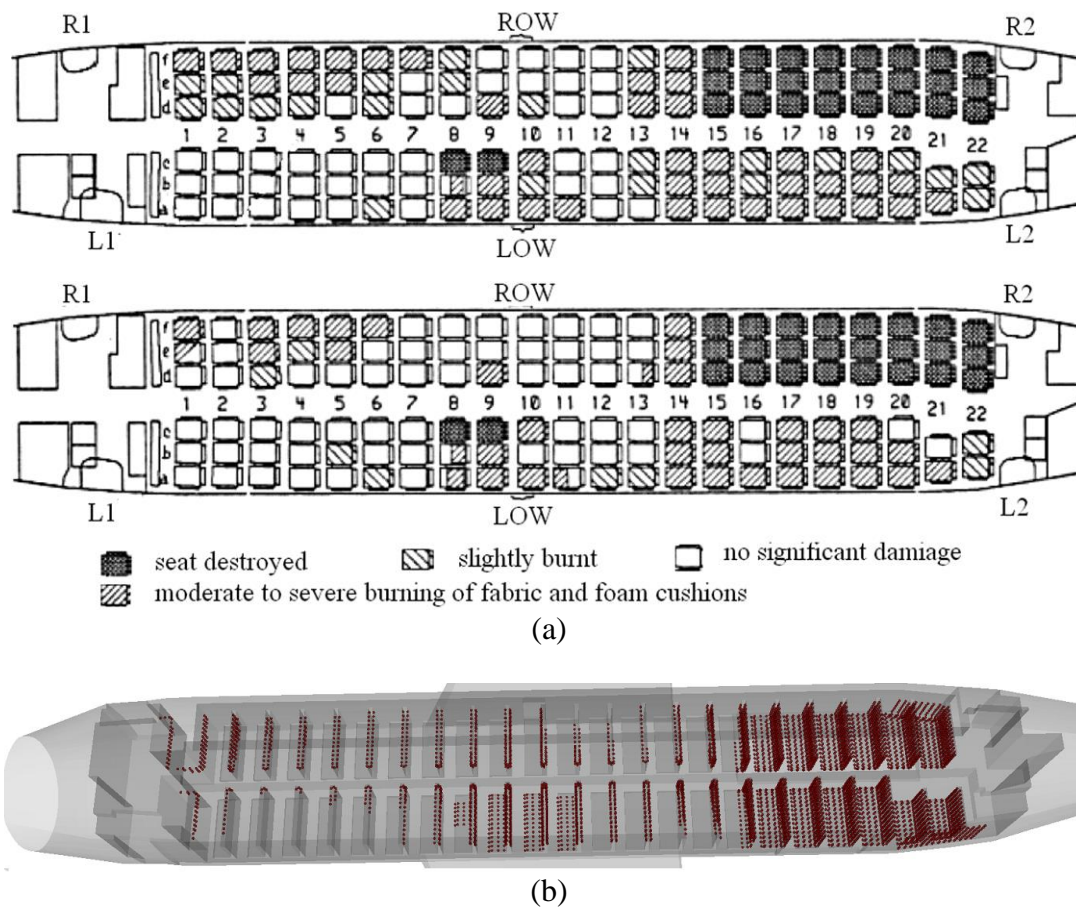 R1 ROW R2
f
e
d
1 2 3 4 5 6 7 8 9 10 11 12 13 14 15 16 17 18 19 20 21 22
c
b
a
L1 LOW L2
R1 ROW R2
f
e
d
1 2 3 4 5 6 7 8 9 10 11 12 13 14 15 16 17 18 19 20 21 22
c
b
a
L1 LOW L2
seat destroyed slightly burnt no significant damiage
moderate to severe burning of fabric and foam cushions
(a)
(b)